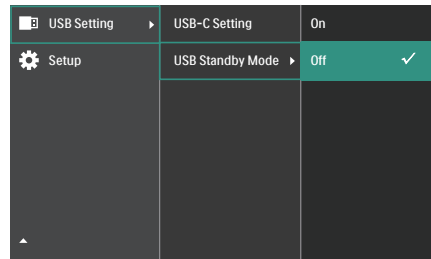 USB Setting
USB-C Setting
On
Setup
USB Standby Mode
Off